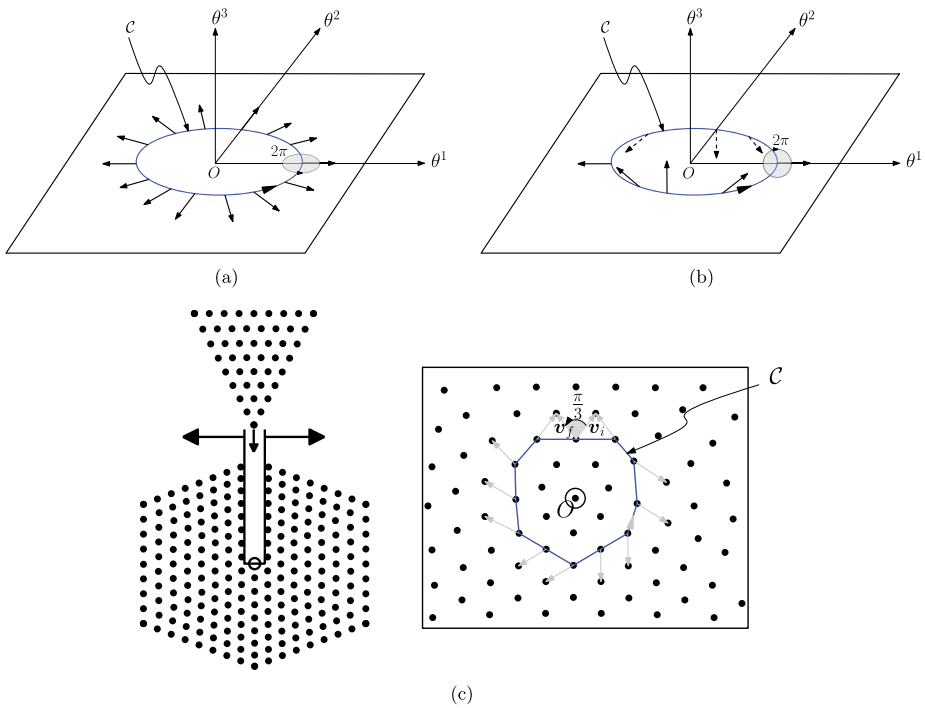 θ³ θ² 𝒞
2π
O θ¹
(a)
θ³ θ² 𝒞
2π
O θ¹
(b)
𝒞
π/3
v_f v_i
O
(c)